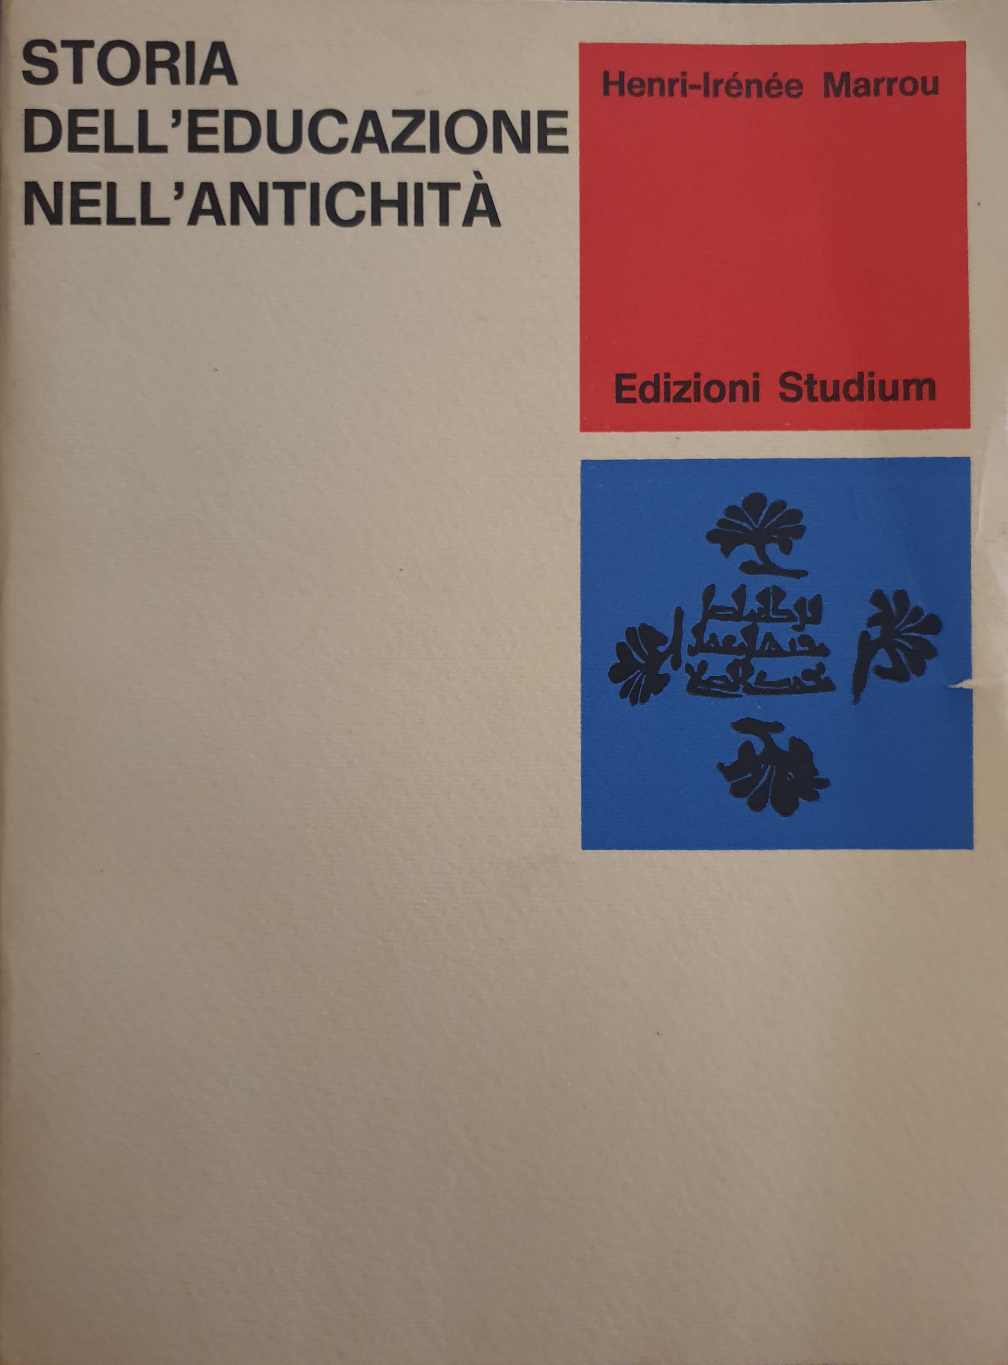 STORIA
DELL'EDUCAZIONE
NELL'ANTICHITÀ
Henri-Irénée Marrou
Edizioni Studium